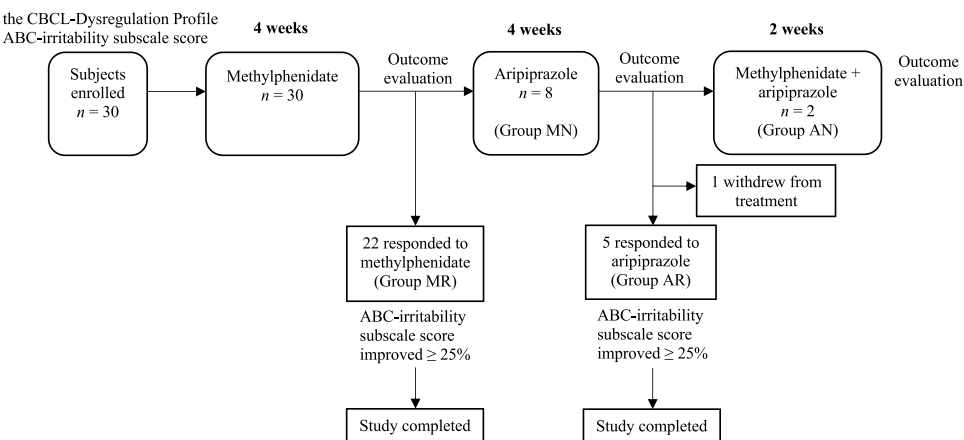 the CBCL-Dysregulation Profile
ABC-irritability subscale score
4 weeks
4 weeks
2 weeks
Subjects
enrolled
n = 30
Methylphenidate
n = 30
Outcome
evaluation
Aripiprazole
n = 8
(Group MN)
Outcome
evaluation
Methylphenidate +
aripiprazole
n = 2
(Group AN)
Outcome
evaluation
1 withdrew from
treatment
22 responded to
methylphenidate
(Group MR)
5 responded to
aripiprazole
(Group AR)
ABC-irritability
subscale score
improved ≥ 25%
ABC-irritability
subscale score
improved ≥ 25%
Study completed
Study completed